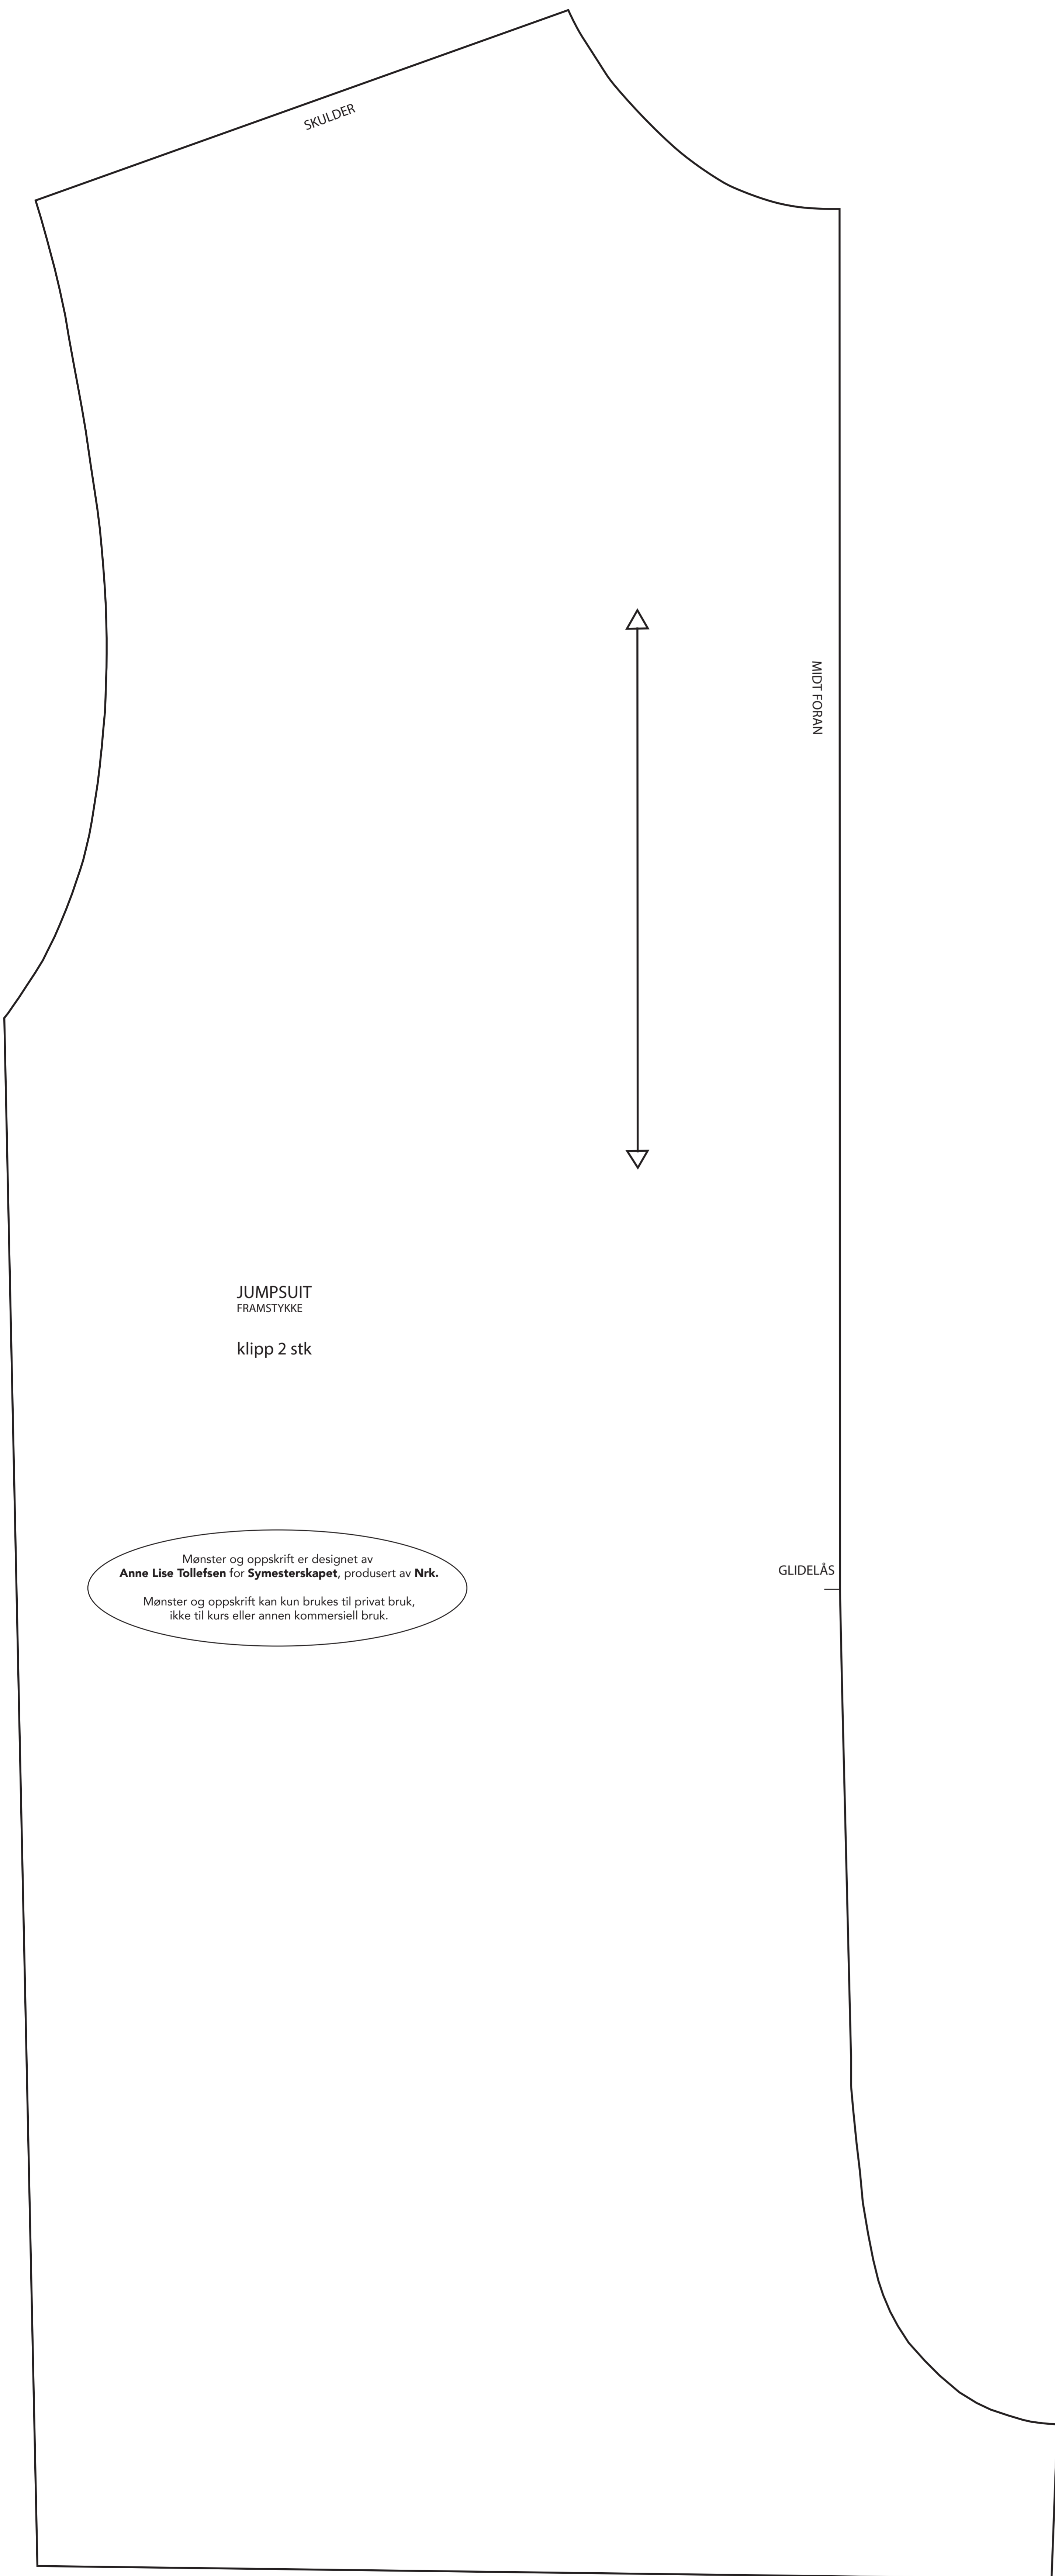 SKULDER
MIDT FORAN
JUMPSUIT
FRAMSTYKKE
klipp 2 stk
Mønster og oppskrift er designet av
Anne Lise Tollefsen for Symesterskapet, produsert av Nrk.
Mønster og oppskrift kan kun brukes til privat bruk,
ikke til kurs eller annen kommersiell bruk.
GLIDELÅS